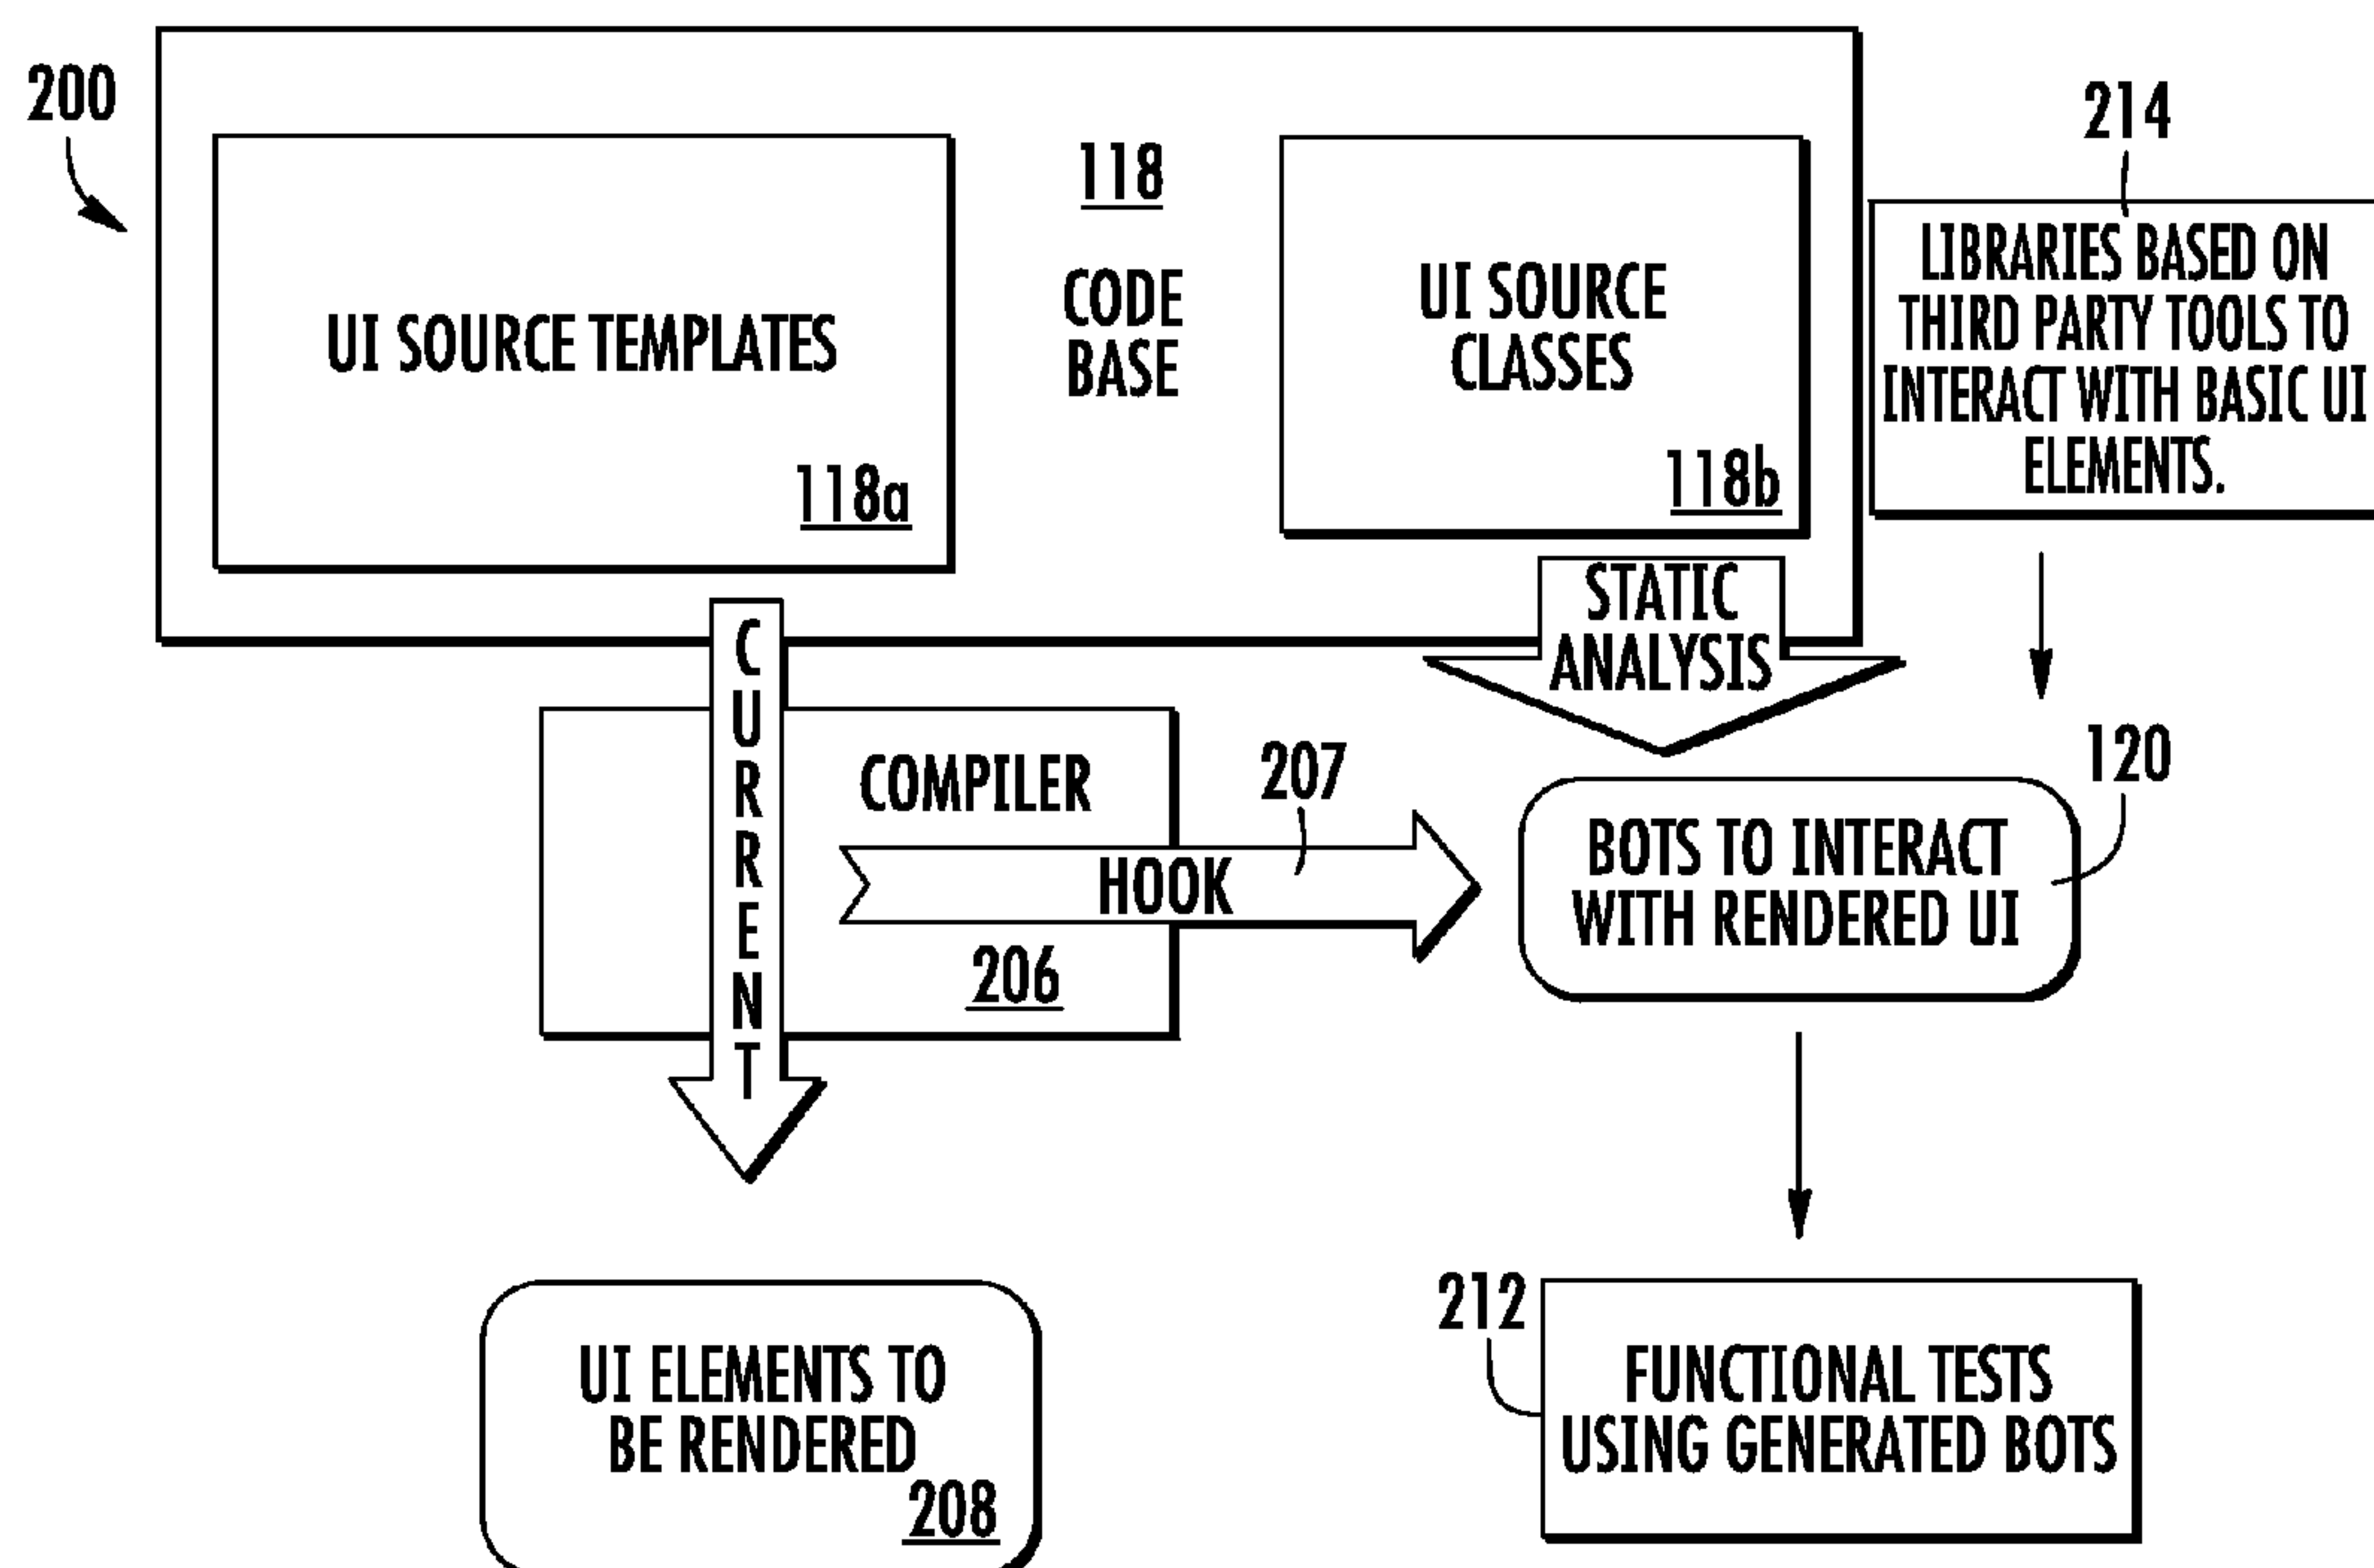 200
118
CODE
BASE
UI SOURCE TEMPLATES
118a
UI SOURCE
CLASSES
118b
214
LIBRARIES BASED ON
THIRD PARTY TOOLS TO
INTERACT WITH BASIC UI
ELEMENTS.
CURRENT
STATIC
ANALYSIS
COMPILER
207
HOOK
206
120
BOTS TO INTERACT
WITH RENDERED UI
UI ELEMENTS TO
BE RENDERED
208
212
FUNCTIONAL TESTS
USING GENERATED BOTS